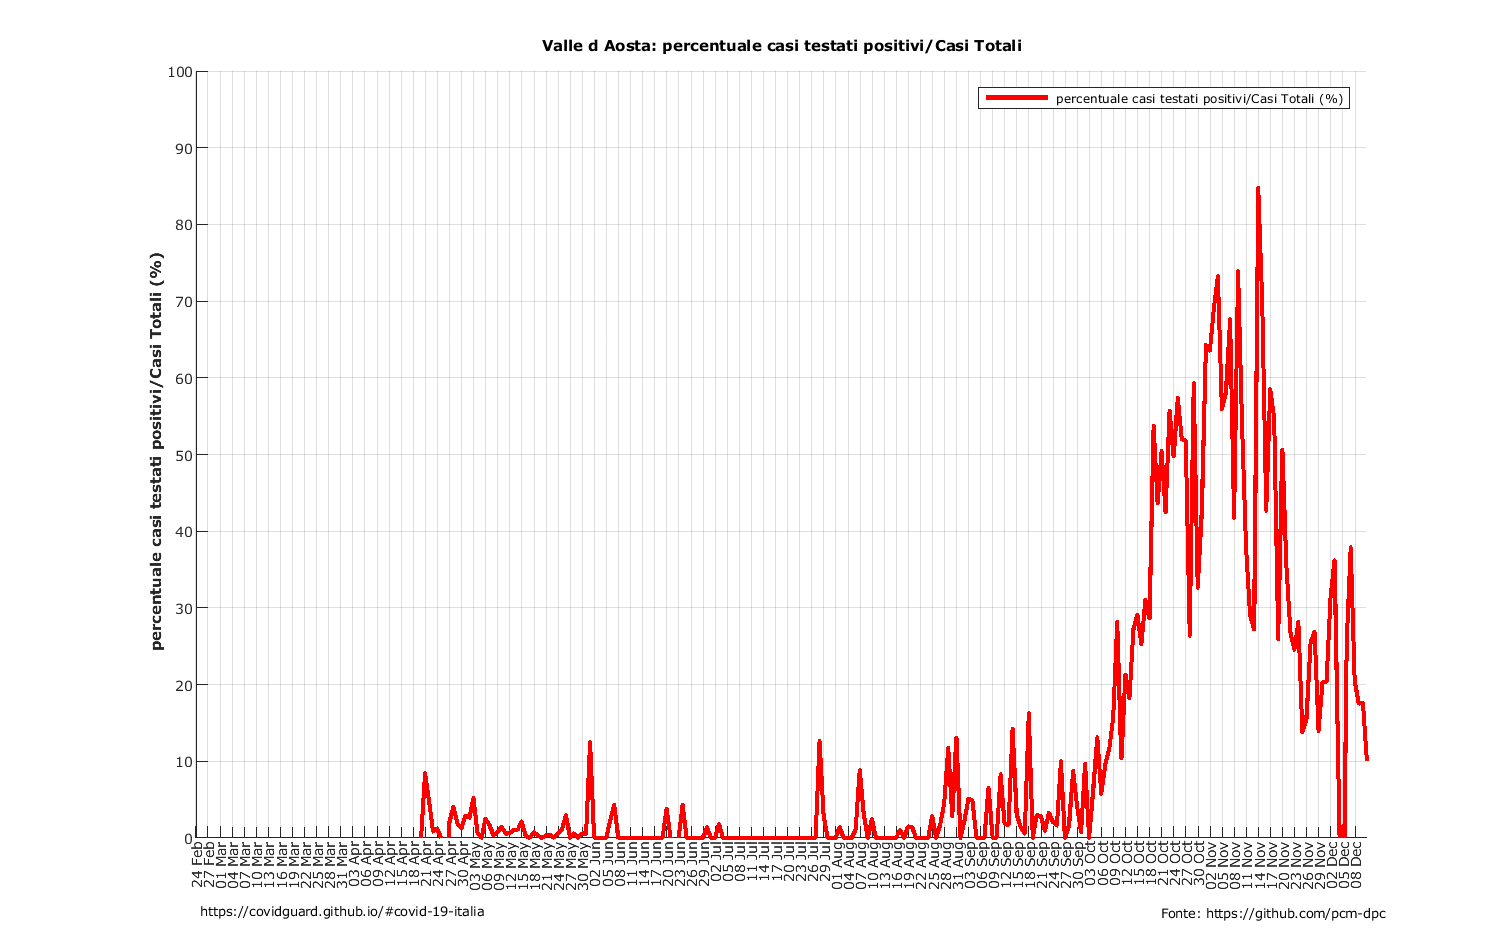 Valle d Aosta: percentuale casi testati positivi/Casi Totali
percentuale casi testati positivi/Casi Totali (%)
percentuale casi testati positivi/Casi Totali (%)
100
90
80
70
60
50
40
30
20
10
0
24 Feb
27 Feb
01 Mar
04 Mar
07 Mar
10 Mar
13 Mar
16 Mar
19 Mar
22 Mar
25 Mar
28 Mar
31 Mar
03 Apr
06 Apr
09 Apr
12 Apr
15 Apr
18 Apr
21 Apr
24 Apr
27 Apr
30 Apr
03 May
06 May
09 May
12 May
15 May
18 May
21 May
24 May
27 May
30 May
02 Jun
05 Jun
08 Jun
11 Jun
14 Jun
17 Jun
20 Jun
23 Jun
26 Jun
29 Jun
02 Jul
05 Jul
08 Jul
11 Jul
14 Jul
17 Jul
20 Jul
23 Jul
26 Jul
29 Jul
01 Aug
04 Aug
07 Aug
10 Aug
13 Aug
16 Aug
19 Aug
22 Aug
25 Aug
28 Aug
31 Aug
03 Sep
06 Sep
09 Sep
12 Sep
15 Sep
18 Sep
21 Sep
24 Sep
27 Sep
30 Sep
03 Oct
06 Oct
09 Oct
12 Oct
15 Oct
18 Oct
21 Oct
24 Oct
27 Oct
30 Oct
02 Nov
05 Nov
08 Nov
11 Nov
14 Nov
17 Nov
20 Nov
23 Nov
26 Nov
29 Nov
02 Dec
05 Dec
08 Dec
https://covidguard.github.io/#covid-19-italia
Fonte: https://github.com/pcm-dpc